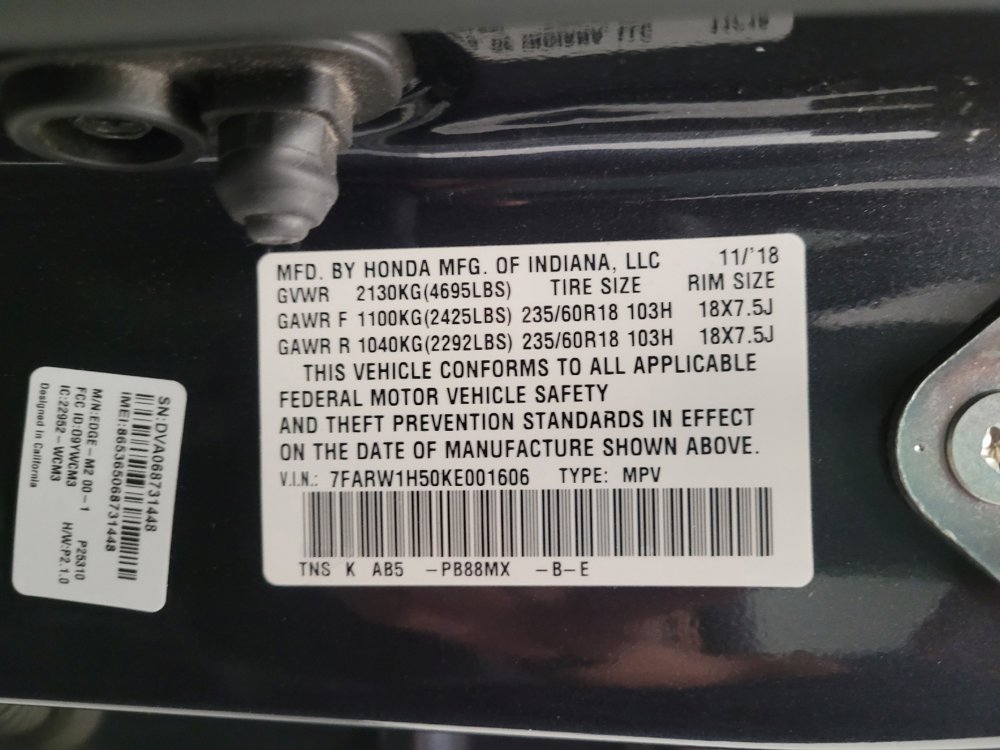 MFD. BY HONDA MFG. OF INDIANA, LLC 11/'18
GVWR 2130KG(4695LBS) TIRE SIZE RIM SIZE
GAWR F 1100KG(2425LBS) 235/60R18 103H 18X7.5J
GAWR R 1040KG(2292LBS) 235/60R18 103H 18X7.5J
THIS VEHICLE CONFORMS TO ALL APPLICABLE
FEDERAL MOTOR VEHICLE SAFETY
AND THEFT PREVENTION STANDARDS IN EFFECT
ON THE DATE OF MANUFACTURE SHOWN ABOVE.
V.I.N.: 7FARW1H50KE001606 TYPE: MPV
TNS K AB5 -PB88MX -B-E
SN:DVA068731448
IMEI:865365068731448
M/N:EDGE-M2 00-1 P25310
FCC ID:09YWCM3 H/W:P2.1.0
IC:22952-WCM3
Designed in California